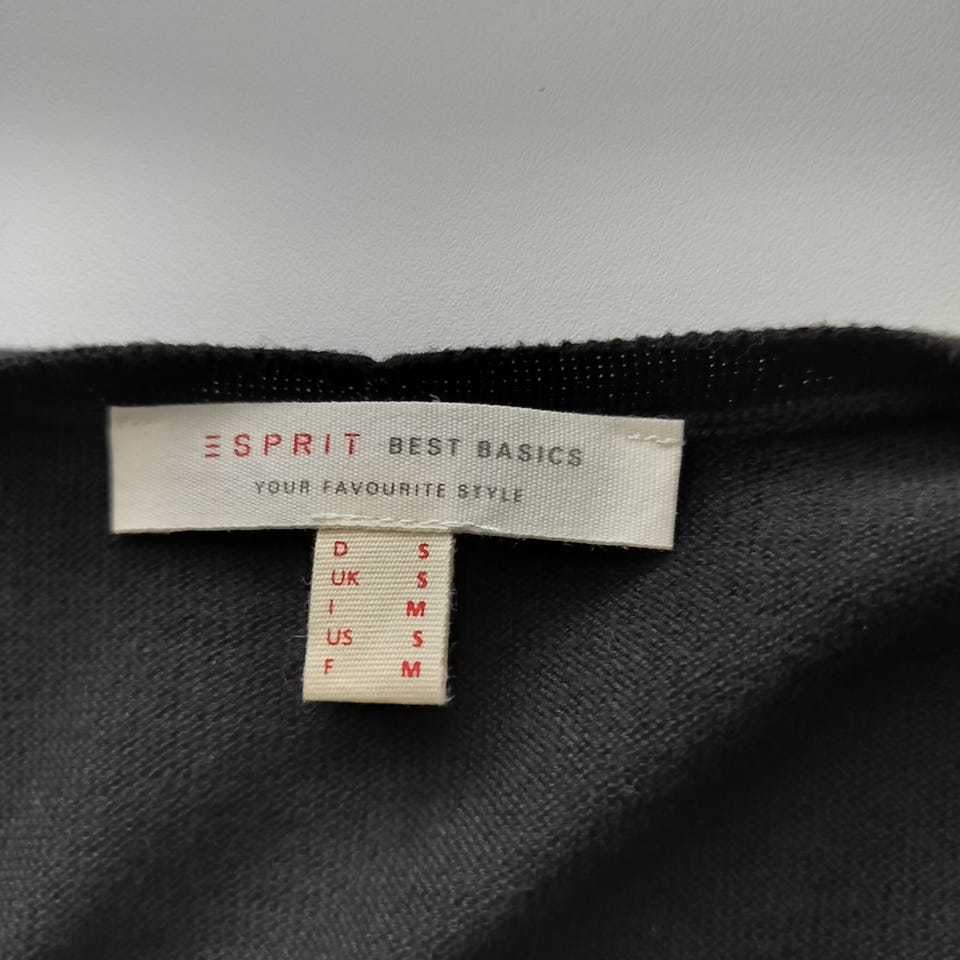 ESPRIT BEST BASICS
YOUR FAVOURITE STYLE
D S
UK S
I M
US S
F M